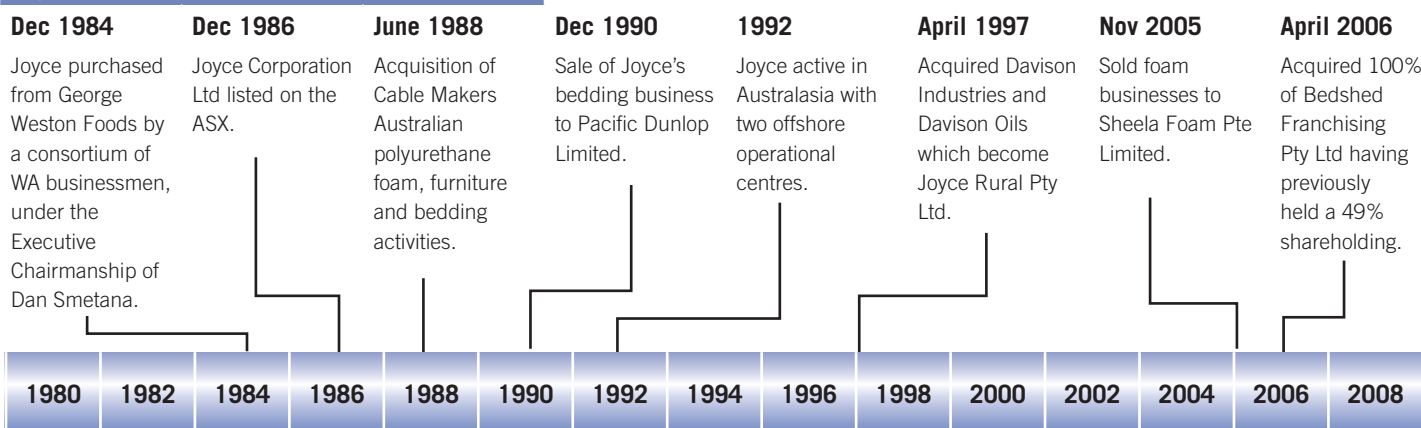 Dec 1984
Joyce purchased
from George
Weston Foods by
a consortium of
WA businessmen,
under the
Executive
Chairmanship of
Dan Smetana.
Dec 1986
Joyce Corporation
Ltd listed on the
ASX.
June 1988
Acquisition of
Cable Makers
Australian
polyurethane
foam, furniture
and bedding
activities.
Dec 1990
Sale of Joyce’s
bedding business
to Pacific Dunlop
Limited.
1992
Joyce active in
Australasia with
two offshore
operational
centres.
April 1997
Acquired Davison
Industries and
Davison Oils
which become
Joyce Rural Pty
Ltd.
Nov 2005
Sold foam
businesses to
Sheela Foam Pte
Limited.
April 2006
Acquired 100%
of Bedshed
Franchising
Pty Ltd having
previously
held a 49%
shareholding.
1980 1982 1984 1986 1988 1990 1992 1994 1996 1998 2000 2002 2004 2006 2008